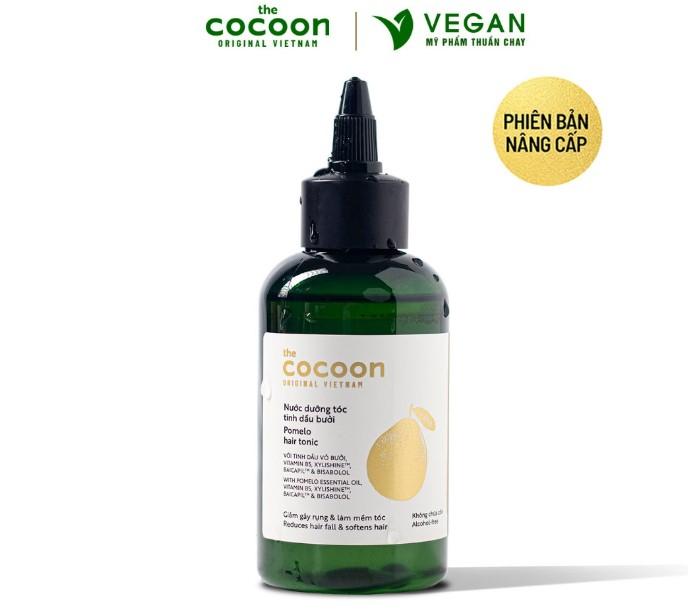 the
cocoon
ORIGINAL VIETNAM
VEGAN
MỸ PHẨM THUẦN CHAY
PHIÊN BẢN
NÂNG CẤP
the
cocoon
ORIGINAL VIETNAM
Nước dưỡng tóc
tinh dầu bưởi
Pomelo
hair tonic
VỚI TINH DẦU VỎ BƯỞI,
VITAMIN B5, XYLISHINE™,
BAICAPIL™ & BISABOLOL
WITH POMELO ESSENTIAL OIL,
VITAMIN B5, XYLISHINE™,
BAICAPIL™ & BISABOLOL
Giảm gãy rụng & làm mềm tóc
Reduces hair fall & softens hair
Không chứa cồn
Alcohol-free